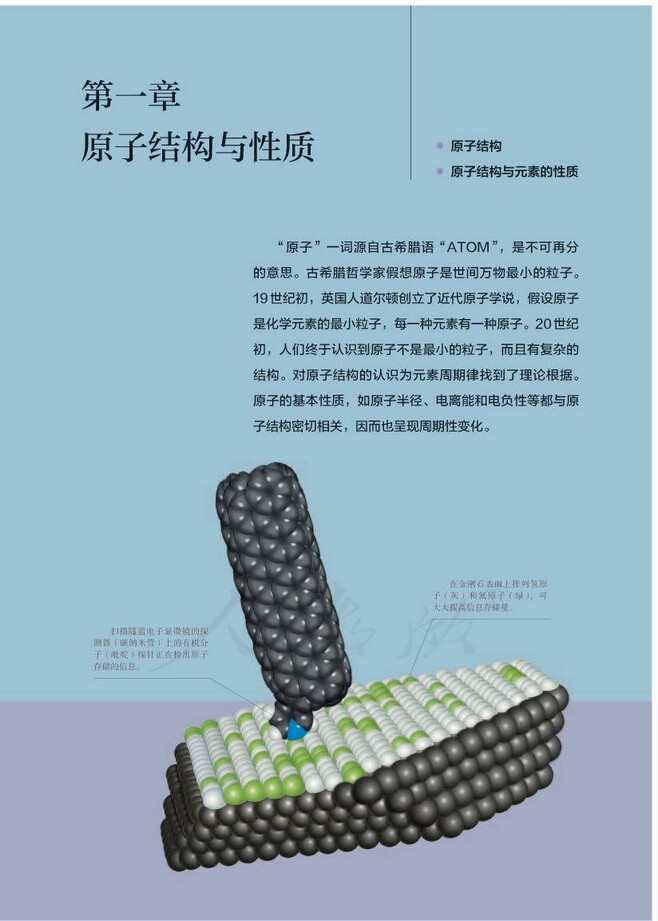 第一章
原子结构与性质
原子结构
原子结构与元素的性质
“原子”一词源自古希腊语“ATOM”，是不可再分
的意思。古希腊哲学家假想原子是世间万物最小的粒子。
19世纪初，英国人道尔顿创立了近代原子学说，假设原子
是化学元素的最小粒子，每一种元素有一种原子。20世纪
初，人们终于认识到原子不是最小的粒子，而且有复杂的
结构。对原子结构的认识为元素周期律找到了理论根据。
原子的基本性质，如原子半径、电离能和电负性等都与原
子结构密切相关，因而也呈现周期性变化。
在金刚石表面上排列氢原
子（灰）和氟原子（绿），可
大大提高信息存储量。
扫描隧道电子显微镜的探
测器（碳纳米管）上的有机分
子（吡啶）探针正在检出原子
存储的信息。